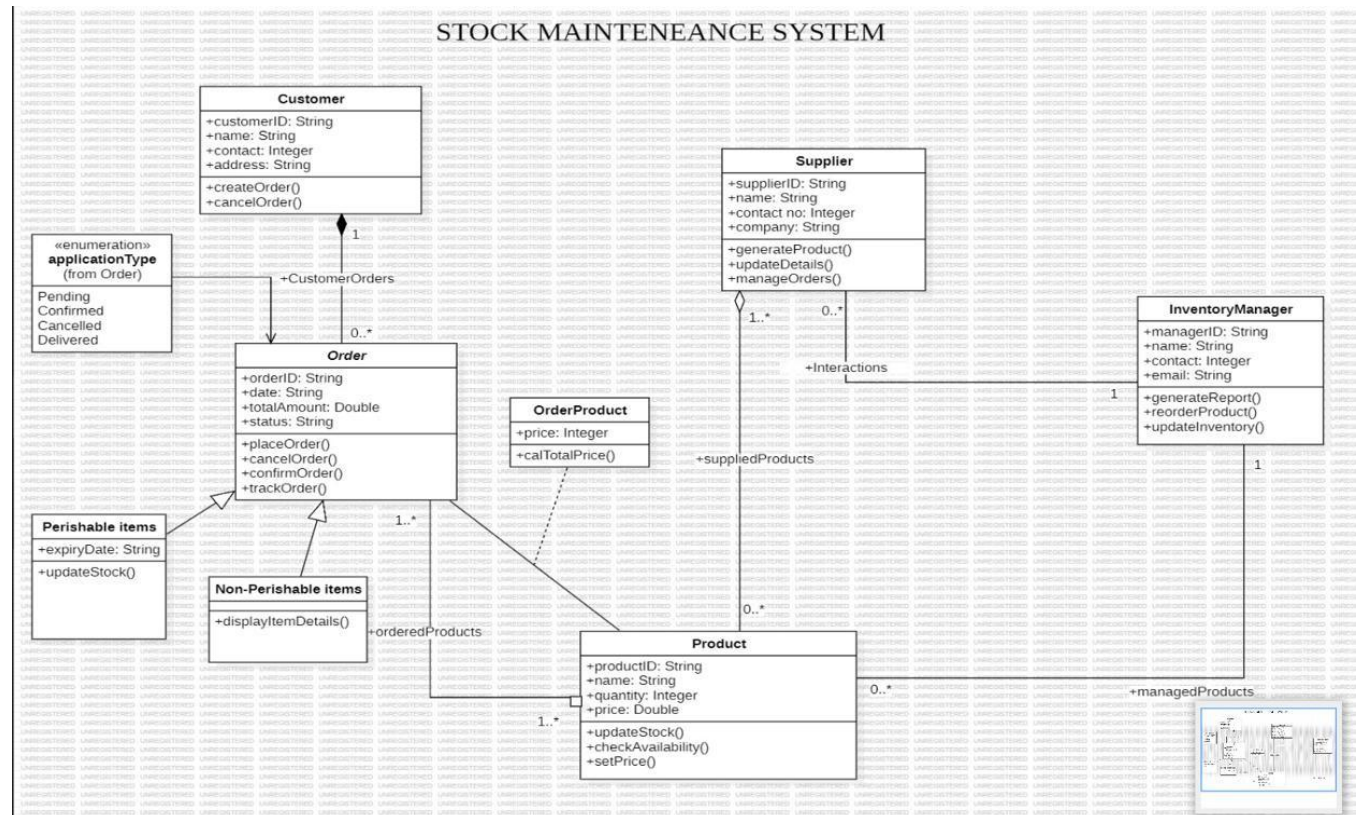 STOCK MAINTENEANCE SYSTEM
Customer
+customerID: String
+name: String
+contact: Integer
+address: String
+createOrder()
+cancelOrder()
1
+CustomerOrders
0..*
«enumeration»
applicationType
(from Order)
Pending
Confirmed
Cancelled
Delivered
Order
+orderID: String
+date: String
+totalAmount: Double
+status: String
+placeOrder()
+cancelOrder()
+confirmOrder()
+trackOrder()
1..*
Perishable items
+expiryDate: String
+updateStock()
Non-Perishable items
+displayItemDetails()
+orderedProducts
1..*
OrderProduct
+price: Integer
+calTotalPrice()
Supplier
+supplierID: String
+name: String
+contact no: Integer
+company: String
+generateProduct()
+updateDetails()
+manageOrders()
1..*
0..*
+Interactions
1
+suppliedProducts
0..*
InventoryManager
+managerID: String
+name: String
+contact: Integer
+email: String
+generateReport()
+reorderProduct()
+updateInventory()
1
Product
+productID: String
+name: String
+quantity: Integer
+price: Double
+updateStock()
+checkAvailability()
+setPrice()
0..*
+managedProducts
UNREGISTERED